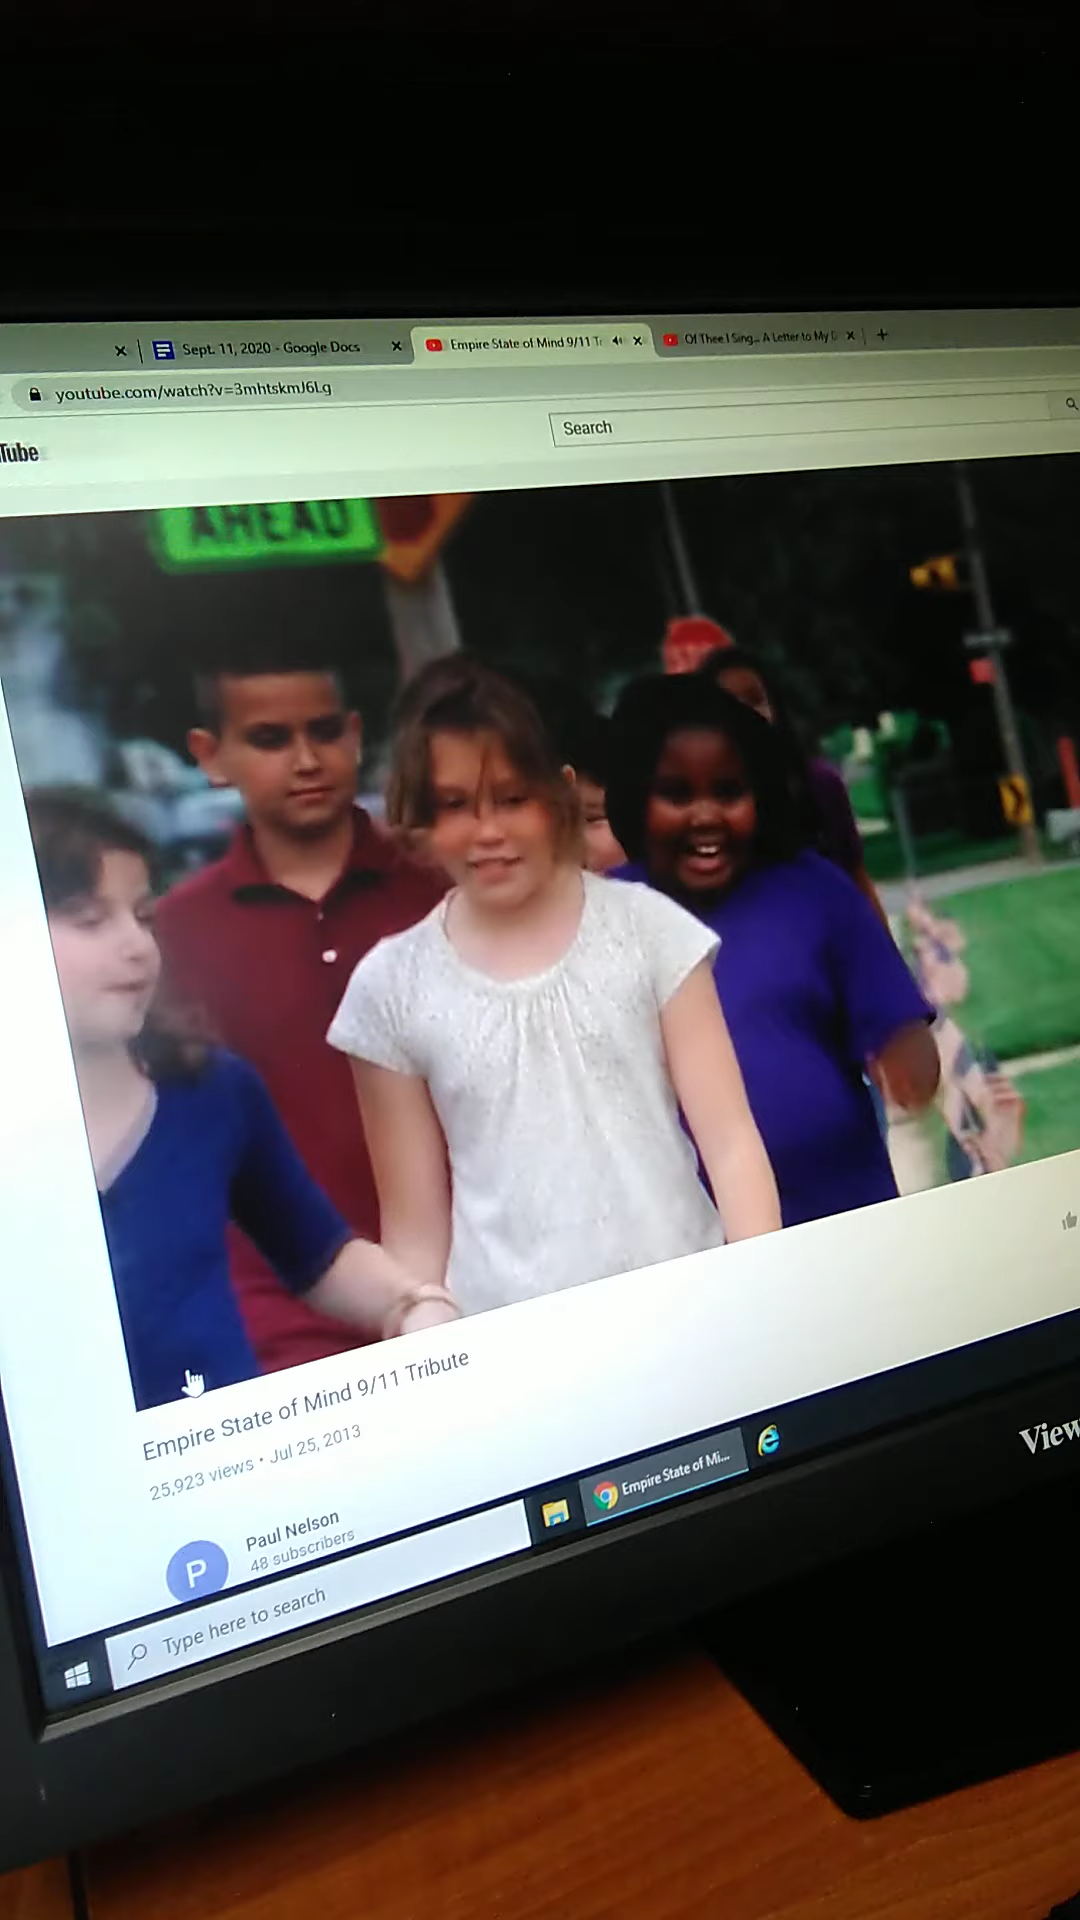 Sept. 11, 2020 - Google Docs
Empire State of Mind 9/11 Tr
Of Thee I Sing... A Letter to My D
youtube.com/watch?v=3mhtskmJ6Lg
Tube
Search
AHEAD
Empire State of Mind 9/11 Tribute
25,923 views • Jul 25, 2013
P
Paul Nelson
48 subscribers
Empire State of Mi...
Type here to search
View